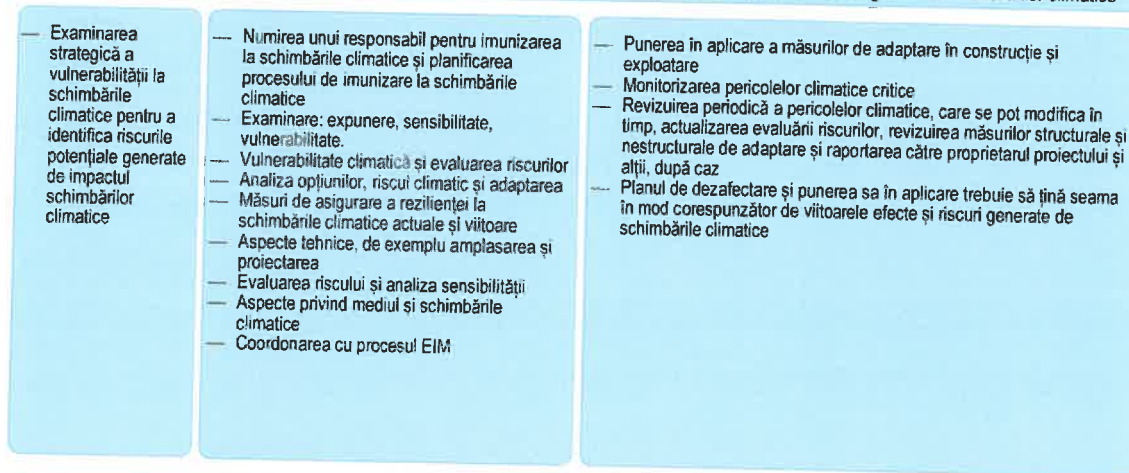 — Examinarea
strategică a
vulnerabilității la
schimbările
climatice pentru a
identifica riscurile
potențiale generate
de impactul
schimbărilor
climatice
— Numirea unui responsabil pentru imunizarea
la schimbările climatice și planificarea
procesului de imunizare la schimbările
climatice
— Examinare: expunere, sensibilitate,
vulnerabilitate.
— Vulnerabilitate climatică și evaluarea riscurilor
— Analiza opțiunilor, riscul climatic și adaptarea
— Măsuri de asigurare a rezilienței la
schimbările climatice actuale și viitoare
— Aspecte tehnice, de exemplu amplasarea și
proiectarea
— Evaluarea riscului și analiza sensibilității
— Aspecte privind mediul și schimbările
climatice
— Coordonarea cu procesul EIM
— Punerea în aplicare a măsurilor de adaptare în construcție și
exploatare
— Monitorizarea pericolelor climatice critice
— Revizuirea periodică a pericolelor climatice, care se pot modifica în
timp, actualizarea evaluării riscurilor, revizuirea măsurilor structurale și
nestructurale de adaptare și raportarea către proprietarul proiectului și
alții, după caz
— Planul de dezafectare și punerea sa în aplicare trebuie să țină seama
în mod corespunzător de viitoarele efecte și riscuri generate de
schimbările climatice